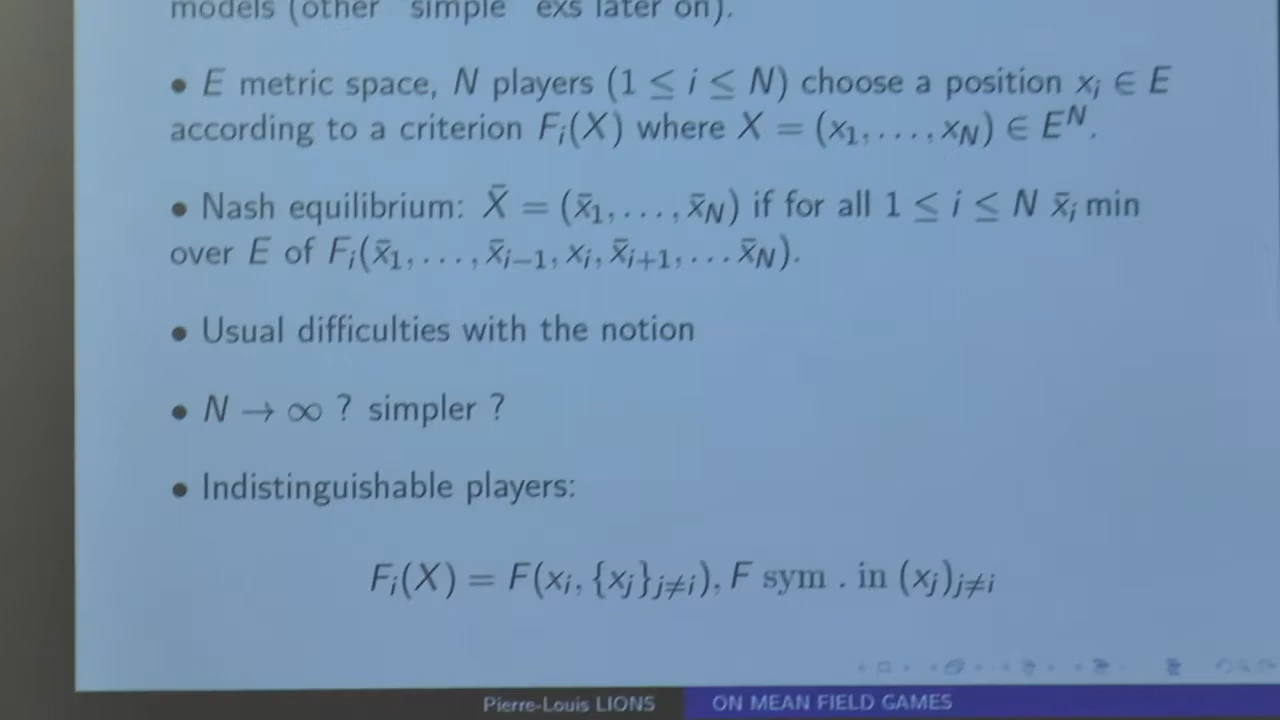 models (other simple exs later on).
• E metric space, N players (1 ≤ i ≤ N) choose a position xᵢ ∈ E
according to a criterion Fᵢ(X) where X = (x₁, . . . , x_N) ∈ Eᴺ.
• Nash equilibrium: X̄ = (x̄₁, . . . , x̄_N) if for all 1 ≤ i ≤ N x̄ᵢ min
over E of Fᵢ(x̄₁, . . . , x̄ᵢ₋₁, xᵢ, x̄ᵢ₊₁, . . . x̄_N).
• Usual difficulties with the notion
• N → ∞ ? simpler ?
• Indistinguishable players:
Fᵢ(X) = F(xᵢ, {xⱼ}ⱼ≠ᵢ), F sym . in (xⱼ)ⱼ≠ᵢ
Pierre-Louis LIONS ON MEAN FIELD GAMES